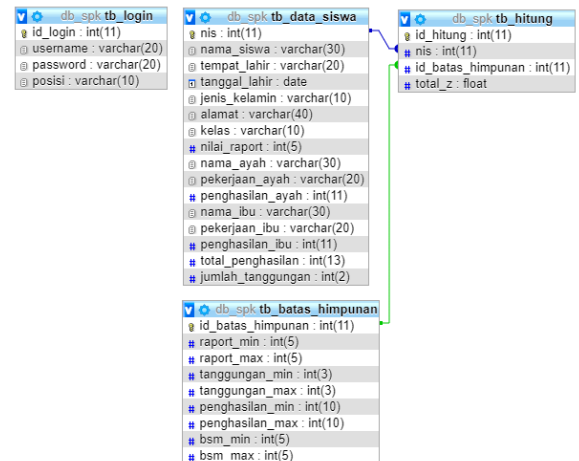 db_spk tb_login
id_login : int(11)
username : varchar(20)
password : varchar(20)
posisi : varchar(10)
db_spk tb_data_siswa
nis : int(11)
nama_siswa : varchar(30)
tempat_lahir : varchar(20)
tanggal_lahir : date
jenis_kelamin : varchar(10)
alamat : varchar(40)
kelas : varchar(10)
nilai_raport : int(5)
nama_ayah : varchar(30)
pekerjaan_ayah : varchar(20)
penghasilan_ayah : int(11)
nama_ibu : varchar(30)
pekerjaan_ibu : varchar(20)
penghasilan_ibu : int(11)
total_penghasilan : int(13)
jumlah_tanggungan : int(2)
db_spk tb_hitung
id_hitung : int(11)
nis : int(11)
id_batas_himpunan : int(11)
total_z : float
db_spk tb_batas_himpunan
id_batas_himpunan : int(11)
raport_min : int(5)
raport_max : int(5)
tanggungan_min : int(3)
tanggungan_max : int(3)
penghasilan_min : int(10)
penghasilan_max : int(10)
bsm_min : int(5)
bsm_max : int(5)